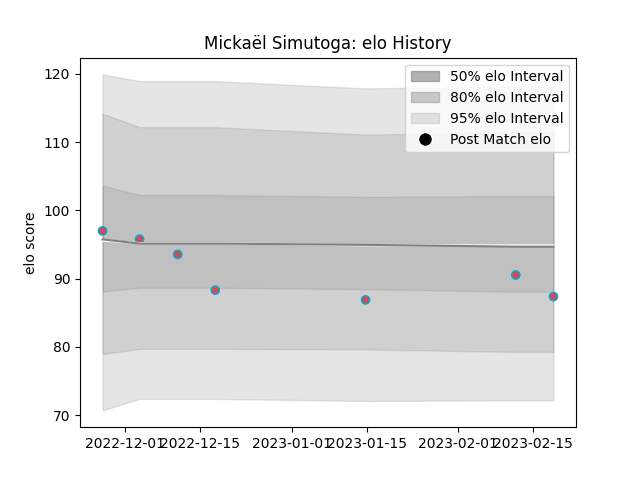 Mickaël Simutoga: elo History
120
110
100
90
80
70
elo score
50% elo Interval
80% elo Interval
95% elo Interval
Post Match elo
2022-12-01 2022-12-15 2023-01-01 2023-01-15 2023-02-01 2023-02-15